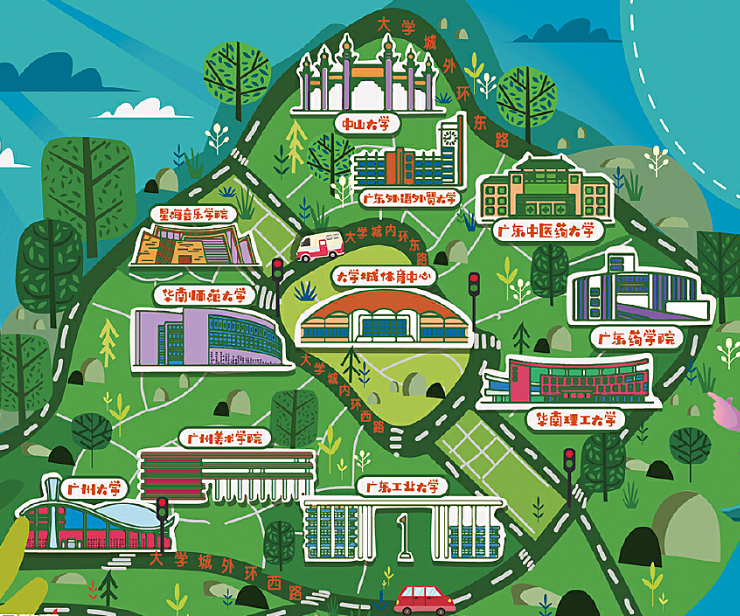 大学城外环东路
中山大学
广东外语外贸大学
星海音乐学院
广东中医药大学
大学城内环东路
大学城体育中心
华南师范大学
广东药学院
大学城内环西路
华南理工大学
广州美术学院
广州大学
广东工业大学
大学城外环西路